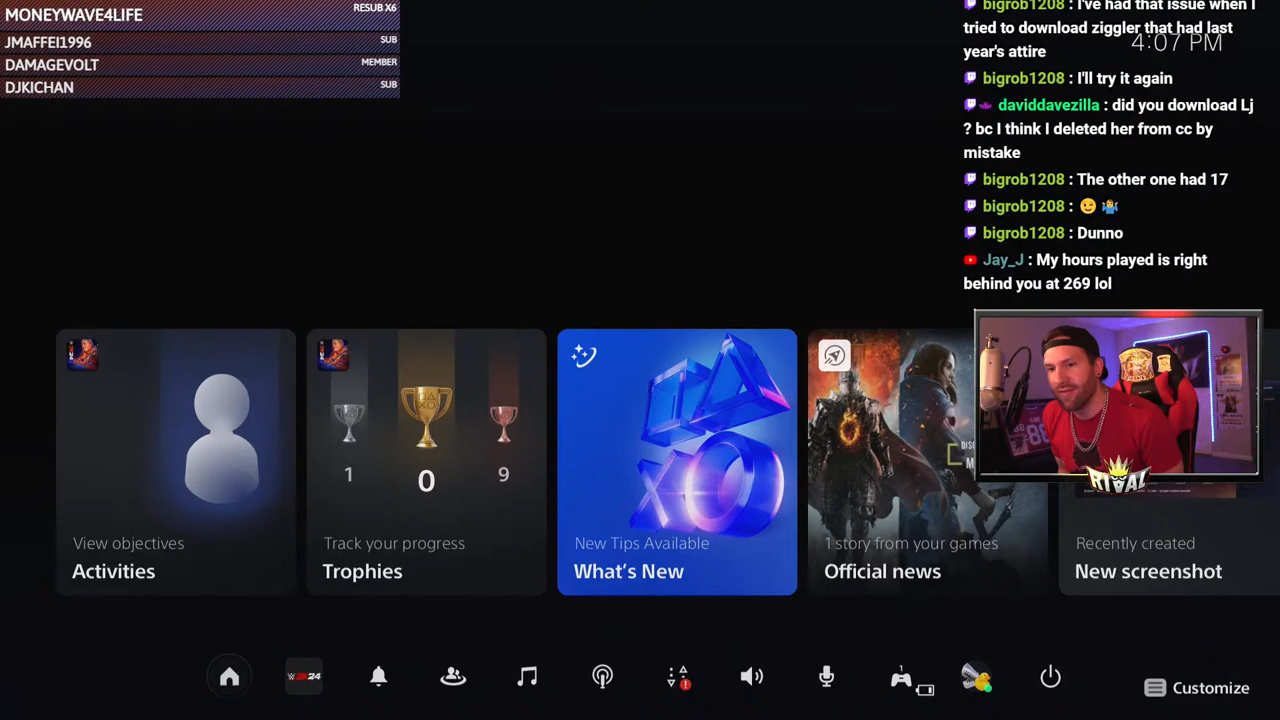 MONEYWAVE4LIFE RESUB X6
JMAFFEI1996 SUB
DAMAGEVOLT MEMBER
DJKICHAN SUB
bigrob1208 : I've had that issue when I
tried to download ziggler that had last
year's attire
4:07 PM
bigrob1208 : I'll try it again
daviddavezilla : did you download Lj
? bc I think I deleted her from cc by
mistake
bigrob1208 : The other one had 17
bigrob1208 : 😉 🤷
bigrob1208 : Dunno
Jay_J : My hours played is right
behind you at 269 lol
1 0 9
View objectives
Activities
Track your progress
Trophies
New Tips Available
What's New
1 story from your games
Official news
Recently created
New screenshot
RIVAL
W 2K24
Customize